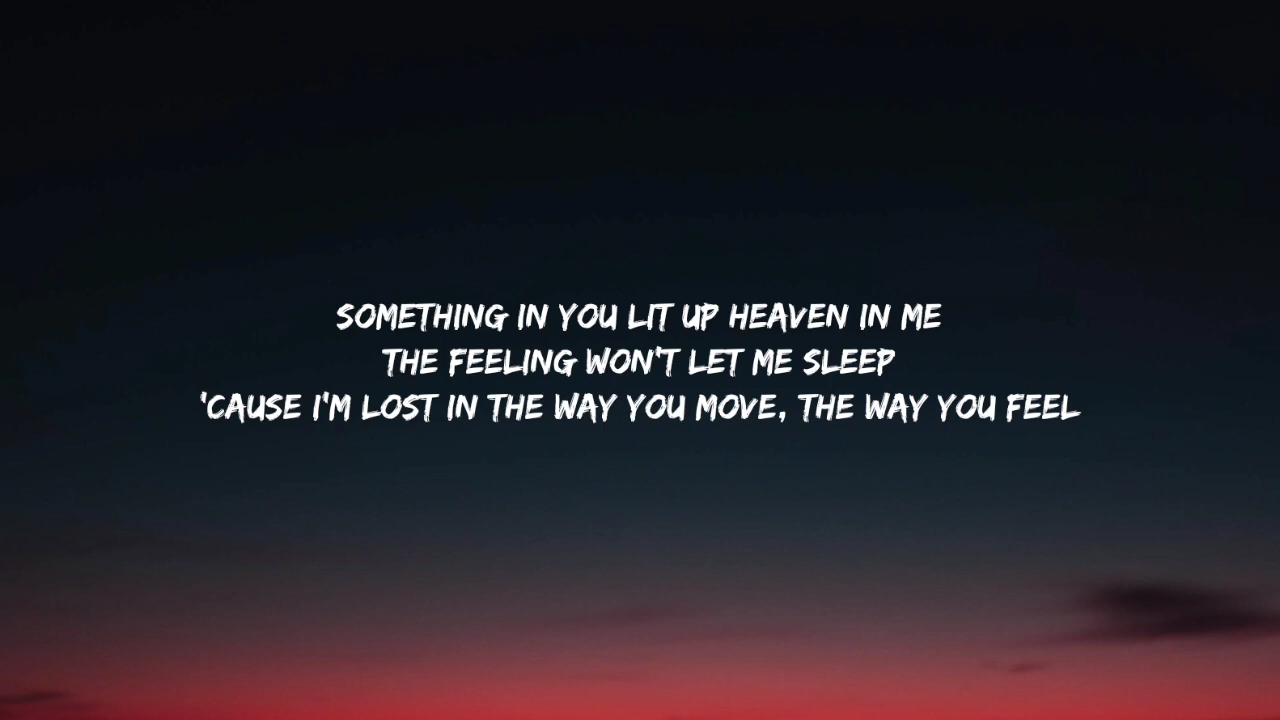 SOMETHING IN YOU LIT UP HEAVEN IN ME
THE FEELING WON'T LET ME SLEEP
'CAUSE I'M LOST IN THE WAY YOU MOVE, THE WAY YOU FEEL